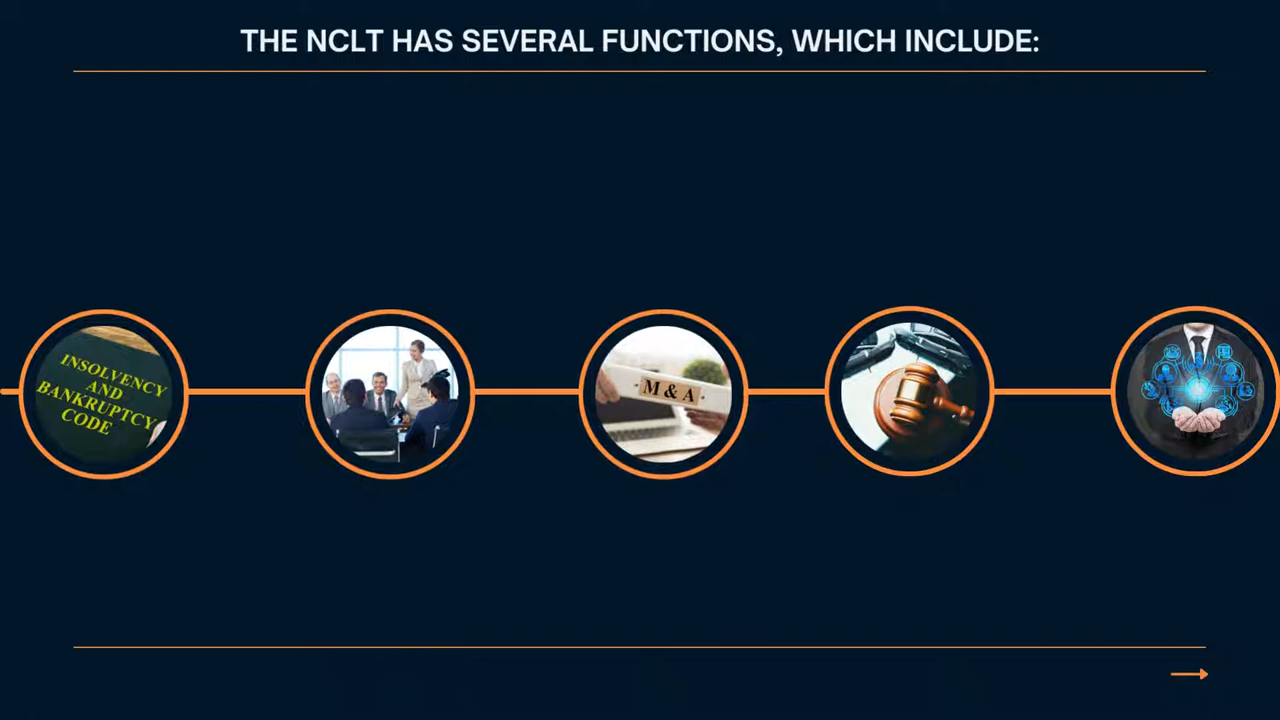 THE NCLT HAS SEVERAL FUNCTIONS, WHICH INCLUDE:
INSOLVENCY
AND
BANKRUPTCY
CODE
M & A